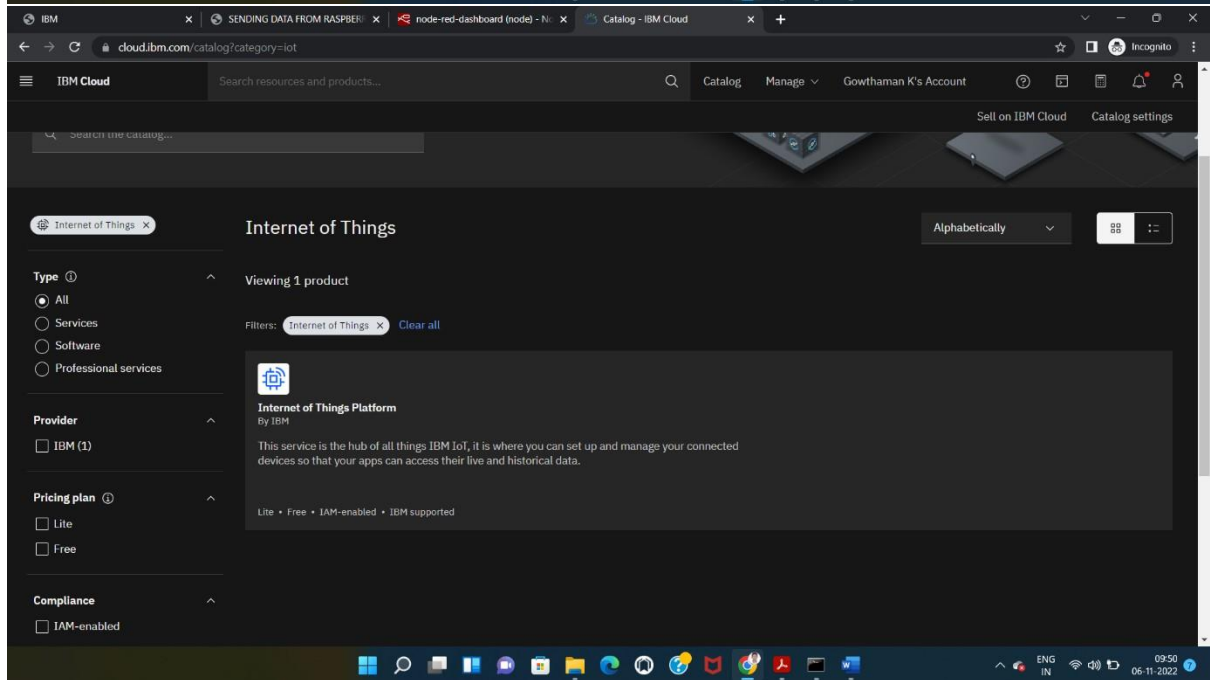 IBM
SENDING DATA FROM RASPBERR
node-red-dashboard (node) - No
Catalog - IBM Cloud
cloud.ibm.com/catalog?category=iot
Incognito
IBM Cloud
Search resources and products...
Catalog
Manage
Gowthaman K's Account
Sell on IBM Cloud
Catalog settings
Search the catalog...
Internet of Things
Internet of Things
Alphabetically
Type
All
Services
Software
Professional services
Provider
IBM (1)
Pricing plan
Lite
Free
Compliance
IAM-enabled
Viewing 1 product
Filters: Internet of Things Clear all
Internet of Things Platform
By IBM
This service is the hub of all things IBM IoT, it is where you can set up and manage your connected
devices so that your apps can access their live and historical data.
Lite • Free • IAM-enabled • IBM supported
ENG
IN
09:50
06-11-2022